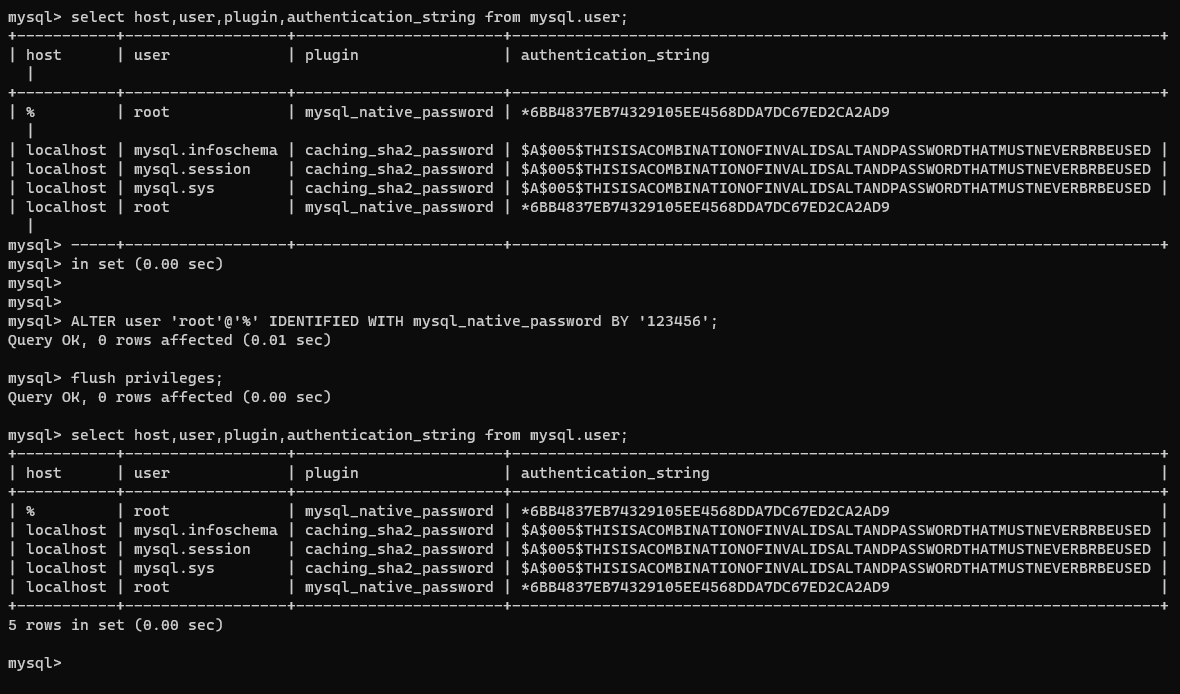 mysql> select host,user,plugin,authentication_string from mysql.user;
+-----------+------------------+-----------------------+------------------------------------------------------------------------+
| host      | user             | plugin                | authentication_string
  |
+-----------+------------------+-----------------------+------------------------------------------------------------------------+
| %         | root             | mysql_native_password | *6BB4837EB74329105EE4568DDA7DC67ED2CA2AD9
  |
| localhost | mysql.infoschema | caching_sha2_password | $A$005$THISISACOMBINATIONOFINVALIDSALTANDPASSWORDTHATMUSTNEVERBRBEUSED |
| localhost | mysql.session    | caching_sha2_password | $A$005$THISISACOMBINATIONOFINVALIDSALTANDPASSWORDTHATMUSTNEVERBRBEUSED |
| localhost | mysql.sys        | caching_sha2_password | $A$005$THISISACOMBINATIONOFINVALIDSALTANDPASSWORDTHATMUSTNEVERBRBEUSED |
| localhost | root             | mysql_native_password | *6BB4837EB74329105EE4568DDA7DC67ED2CA2AD9
  |
mysql> -----+------------------+-----------------------+------------------------------------------------------------------------+
mysql> in set (0.00 sec)
mysql>
mysql>
mysql> ALTER user 'root'@'%' IDENTIFIED WITH mysql_native_password BY '123456';
Query OK, 0 rows affected (0.01 sec)

mysql> flush privileges;
Query OK, 0 rows affected (0.00 sec)

mysql> select host,user,plugin,authentication_string from mysql.user;
+-----------+------------------+-----------------------+------------------------------------------------------------------------+
| host      | user             | plugin                | authentication_string                                                  |
+-----------+------------------+-----------------------+------------------------------------------------------------------------+
| %         | root             | mysql_native_password | *6BB4837EB74329105EE4568DDA7DC67ED2CA2AD9                              |
| localhost | mysql.infoschema | caching_sha2_password | $A$005$THISISACOMBINATIONOFINVALIDSALTANDPASSWORDTHATMUSTNEVERBRBEUSED |
| localhost | mysql.session    | caching_sha2_password | $A$005$THISISACOMBINATIONOFINVALIDSALTANDPASSWORDTHATMUSTNEVERBRBEUSED |
| localhost | mysql.sys        | caching_sha2_password | $A$005$THISISACOMBINATIONOFINVALIDSALTANDPASSWORDTHATMUSTNEVERBRBEUSED |
| localhost | root             | mysql_native_password | *6BB4837EB74329105EE4568DDA7DC67ED2CA2AD9                              |
+-----------+------------------+-----------------------+------------------------------------------------------------------------+
5 rows in set (0.00 sec)

mysql>